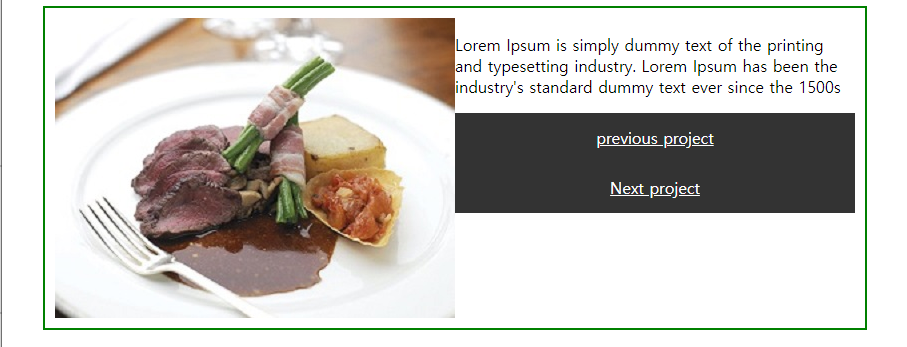 Lorem Ipsum is simply dummy text of the printing
and typesetting industry. Lorem Ipsum has been the
industry's standard dummy text ever since the 1500s
previous project
Next project